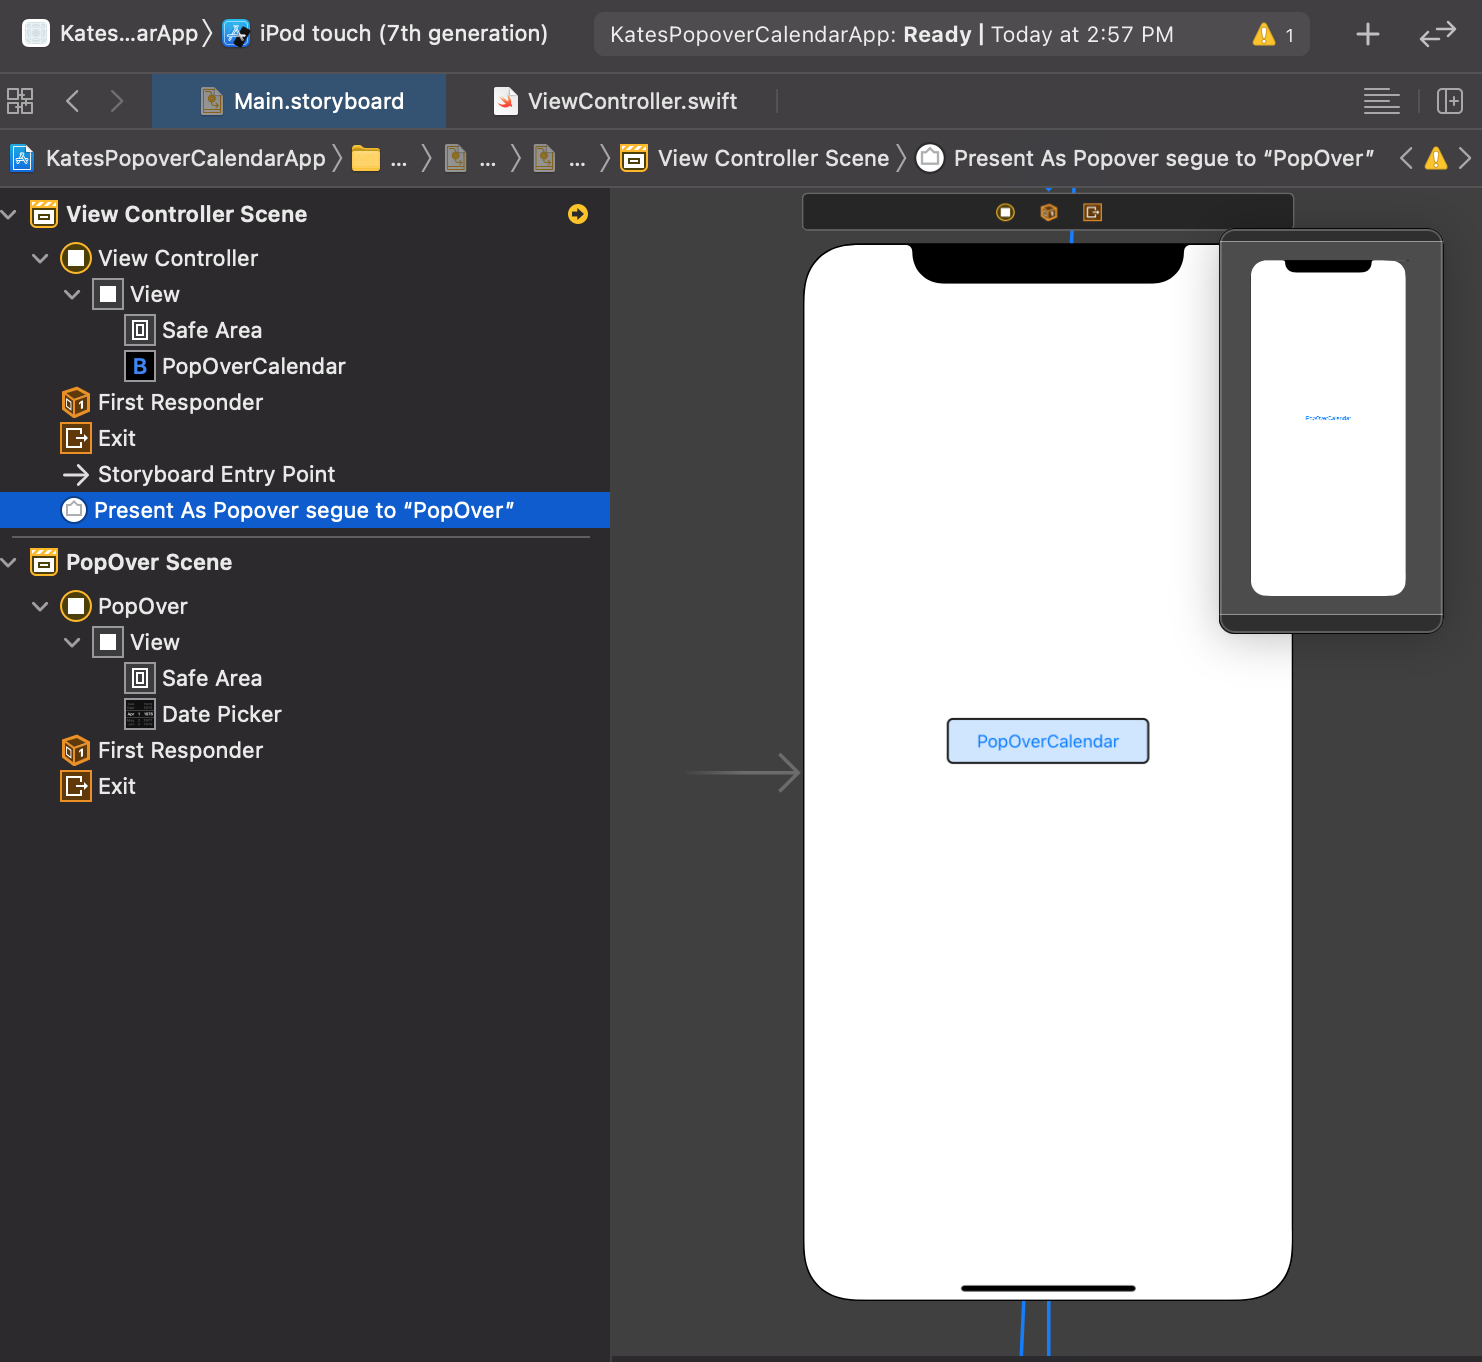 Kates...arApp
iPod touch (7th generation)
KatesPopoverCalendarApp: Ready | Today at 2:57 PM
1
Main.storyboard
ViewController.swift
KatesPopoverCalendarApp
...
...
...
View Controller Scene
Present As Popover segue to “PopOver”
View Controller Scene
View Controller
View
Safe Area
B
PopOverCalendar
First Responder
Exit
Storyboard Entry Point
Present As Popover segue to “PopOver”
PopOver Scene
PopOver
View
Safe Area
Date Picker
First Responder
Exit
PopOverCalendar
PopOverCalendar